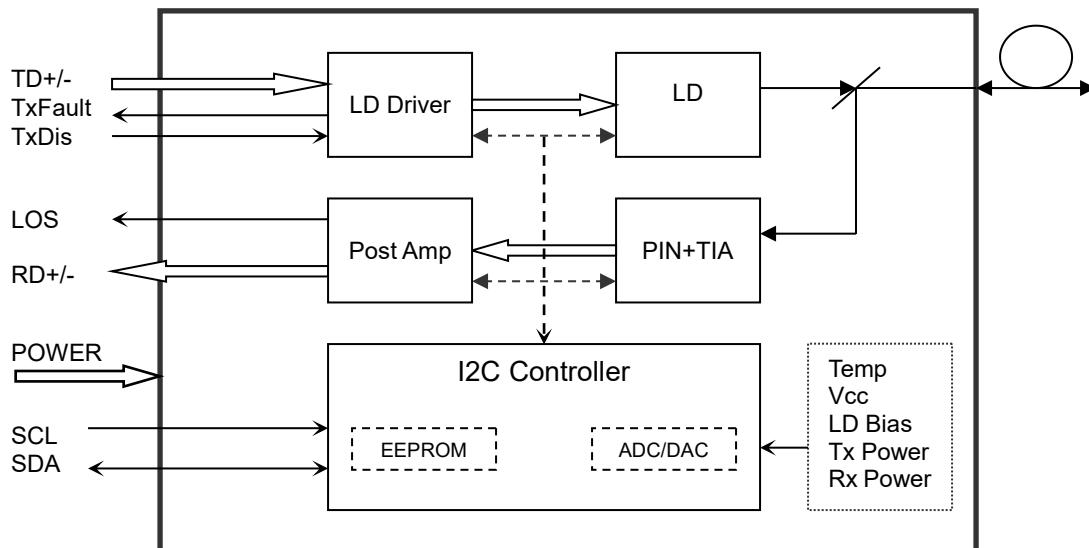 TD+/-
TxFault
TxDis
LD Driver
LD
LOS
RD+/-
Post Amp
PIN+TIA
POWER
SCL
SDA
I2C Controller
EEPROM
ADC/DAC
Temp
Vcc
LD Bias
Tx Power
Rx Power